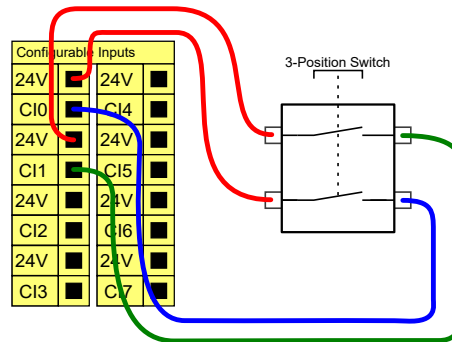 Configurable Inputs
24V 24V
CI0 CI4
24V 24V
CI1 CI5
24V 24V
CI2 CI6
24V 24V
CI3 CI7
3-Position Switch